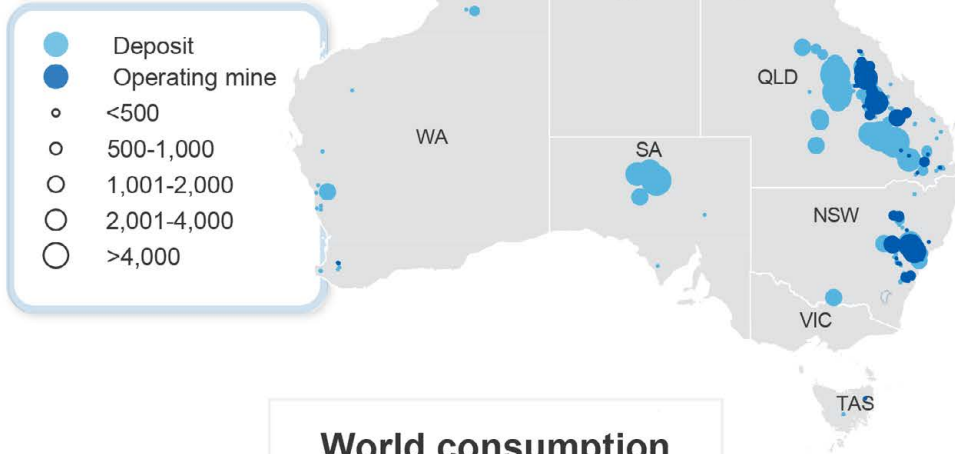 Deposit
Operating mine
<500
500-1,000
1,001-2,000
2,001-4,000
>4,000
WA
SA
QLD
NSW
VIC
TAS
World consumption